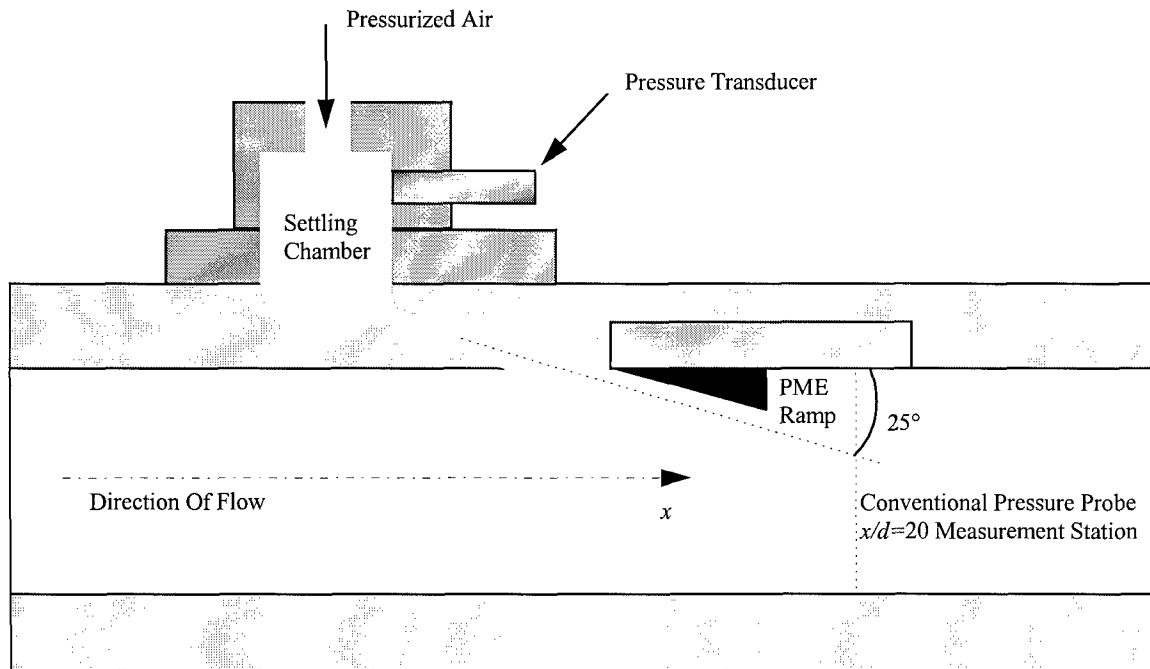 Pressurized Air
Pressure Transducer
Settling
Chamber
PME
Ramp
25°
Direction Of Flow
x
Conventional Pressure Probe
x/d=20 Measurement Station